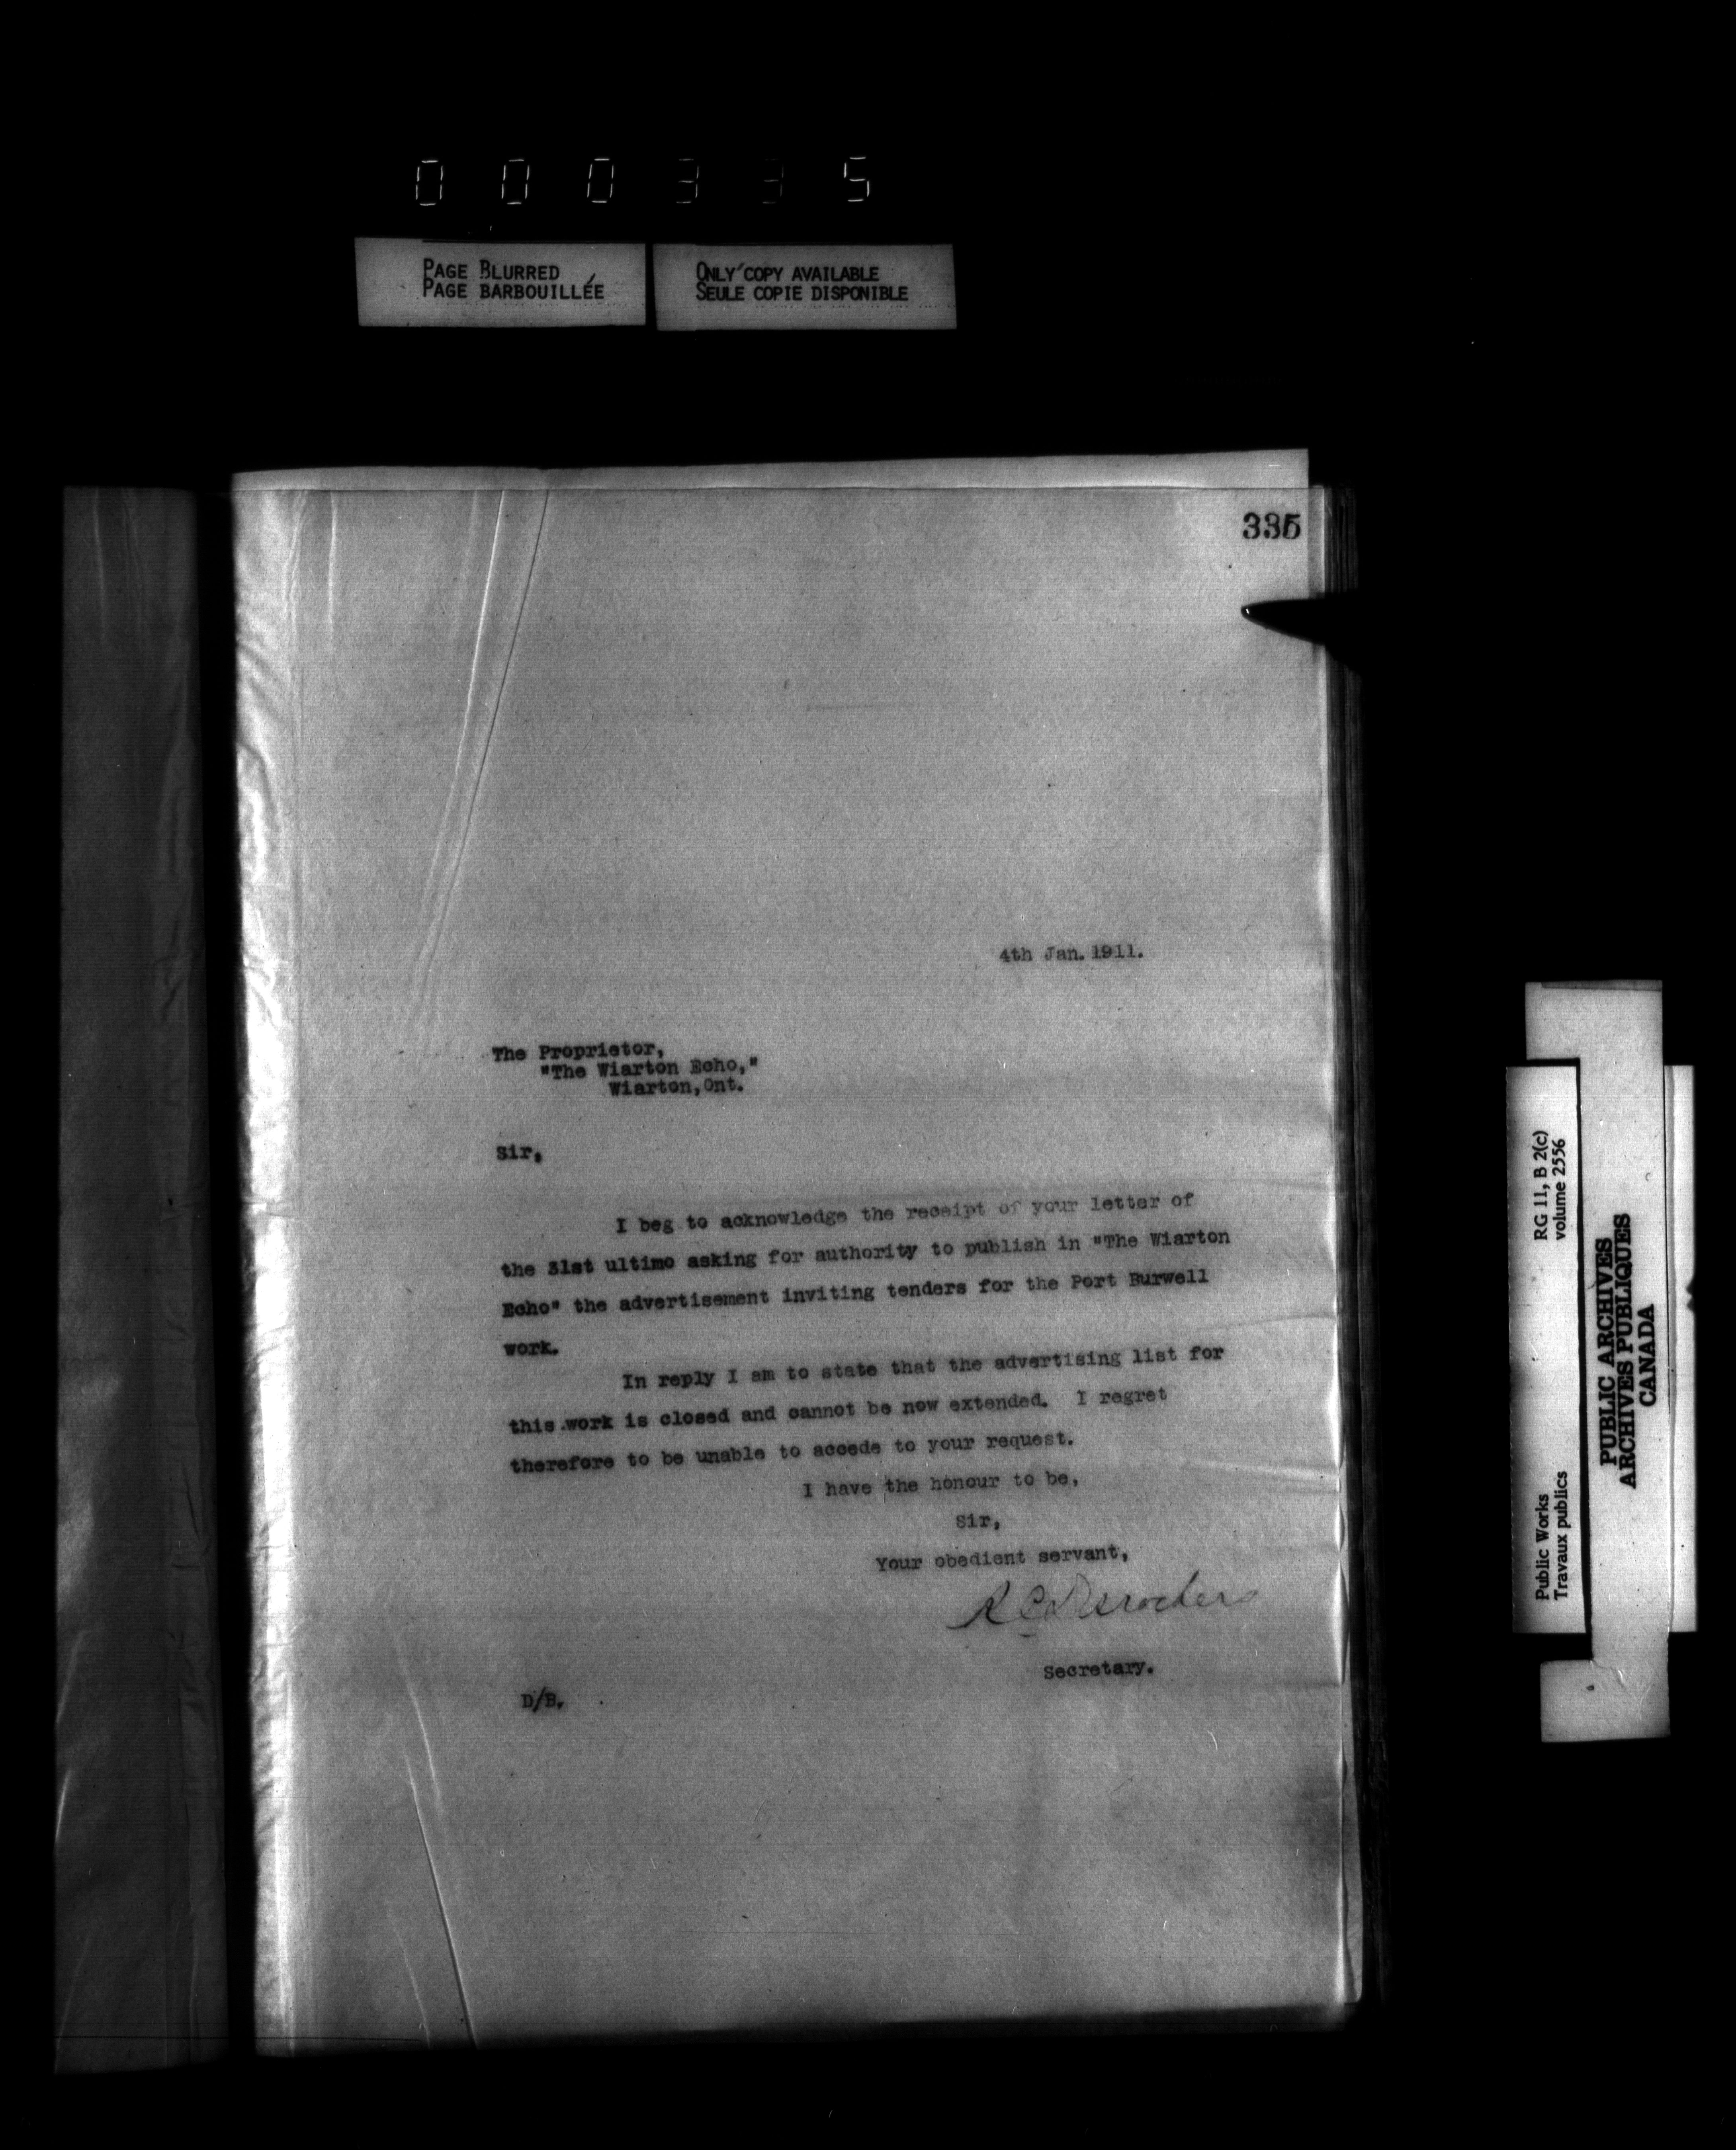 0 0 0 3 3 5
PAGE BLURRED
PAGE BARBOUILLÉE
ONLY COPY AVAILABLE
SEULE COPIE DISPONIBLE
335
4th Jan. 1911.
The Proprietor,
"The Wiarton Echo,"
Wiarton, Ont.
Sir,
I beg to acknowledge the receipt of your letter of
the 31st ultimo asking for authority to publish in "The Wiarton
Echo" the advertisement inviting tenders for the Port Burwell
work.
In reply I am to state that the advertising list for
this work is closed and cannot be now extended. I regret
therefore to be unable to accede to your request.
I have the honour to be,
Sir,
Your obedient servant,
R C Desrochers
Secretary.
D/B.
Public Works RG 11, B 2(c)
Travaux publics volume 2556
PUBLIC ARCHIVES
ARCHIVES PUBLIQUES
CANADA